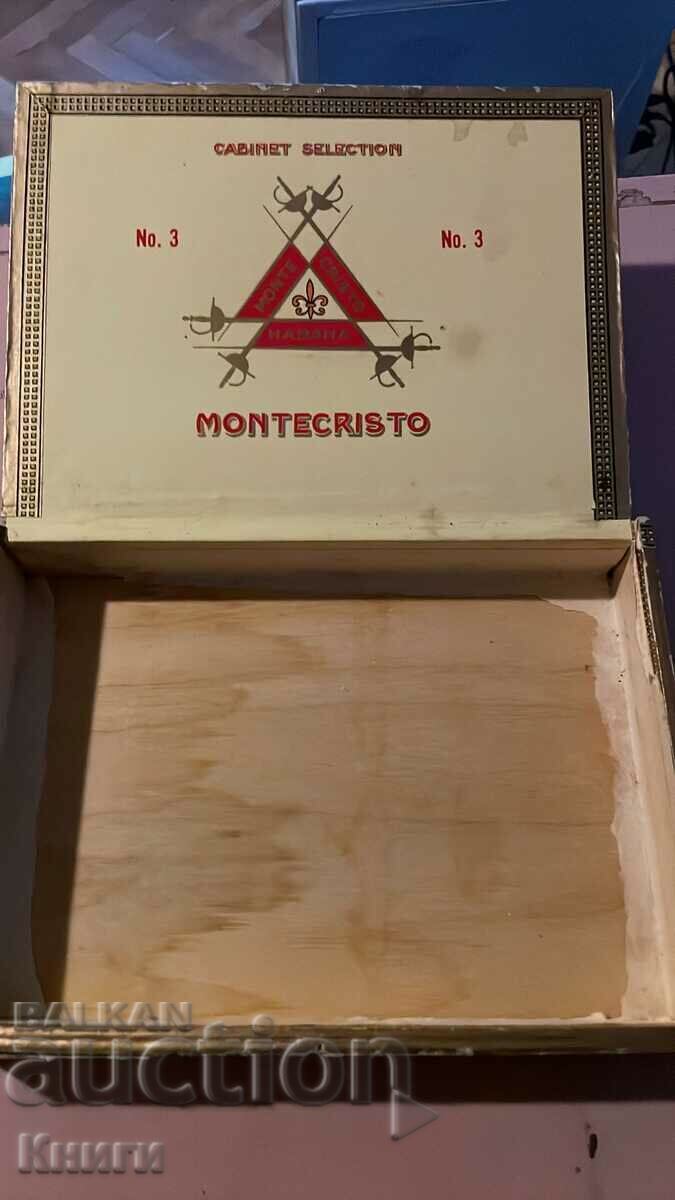 CABINET SELECTION
No. 3 No. 3
MONTE CRISTO
HABANA
MONTECRISTO
BALKAN
auction
Книги